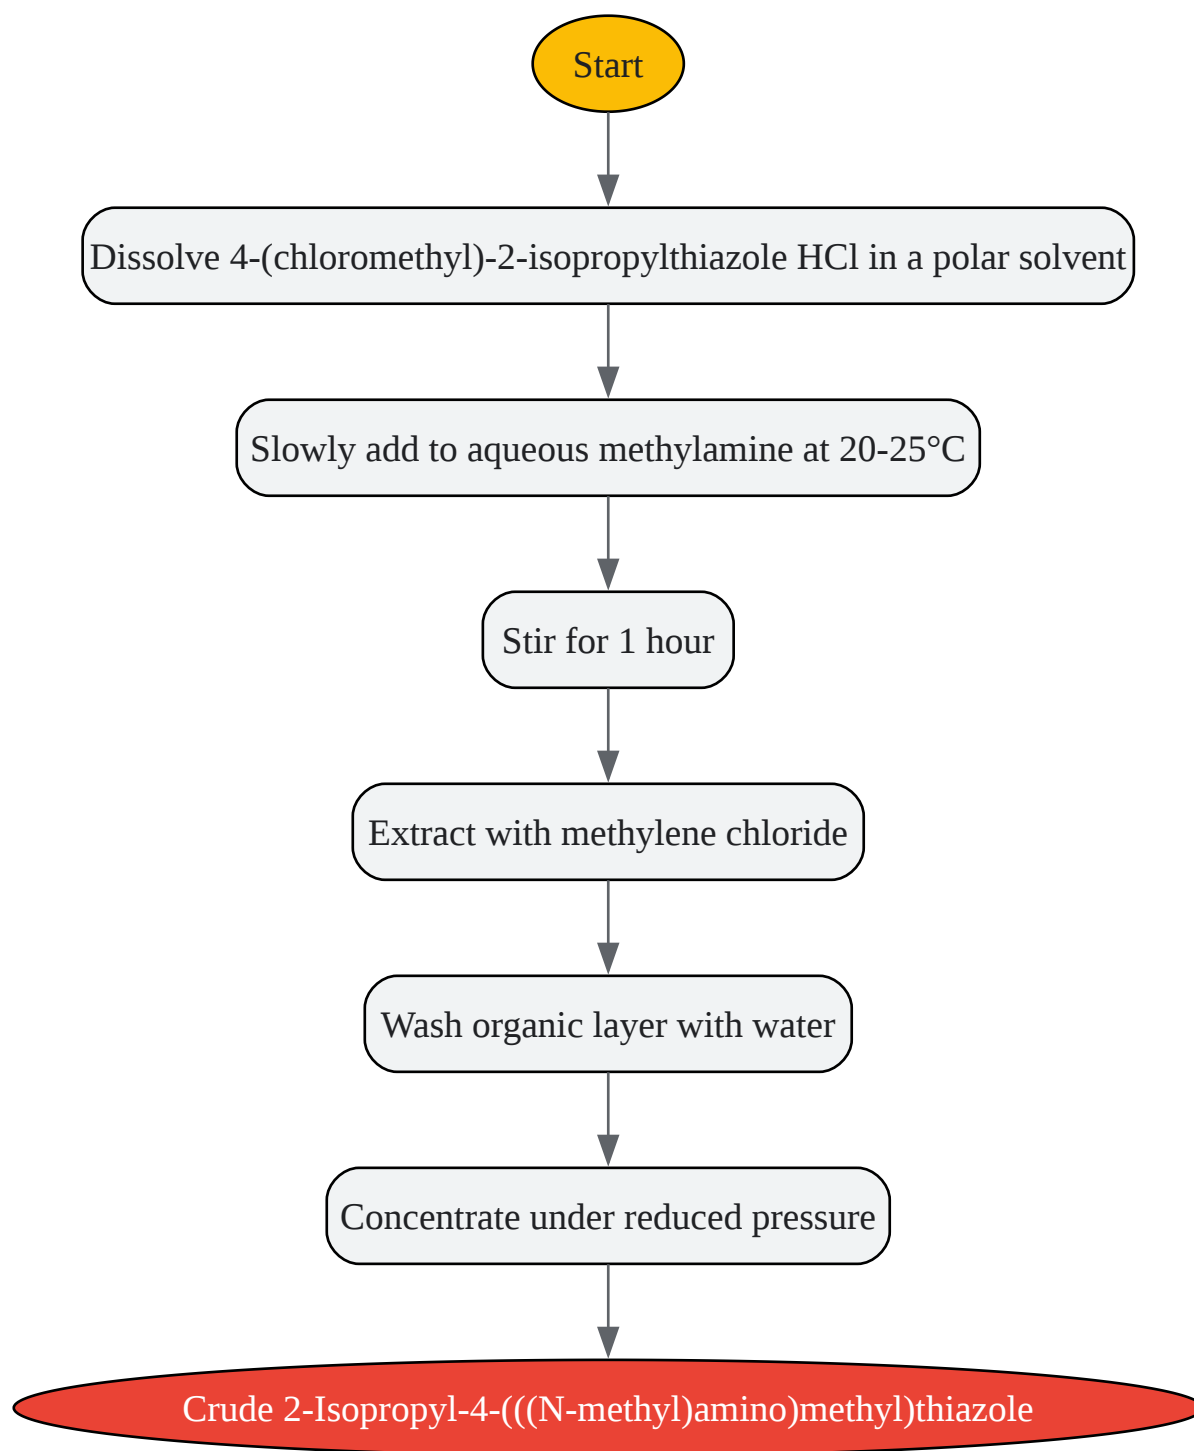 Start
Dissolve 4-(chloromethyl)-2-isopropylthiazole HCl in a polar solvent
Slowly add to aqueous methylamine at 20-25°C
Stir for 1 hour
Extract with methylene chloride
Wash organic layer with water
Concentrate under reduced pressure
Crude 2-Isopropyl-4-(((N-methyl)amino)methyl)thiazole